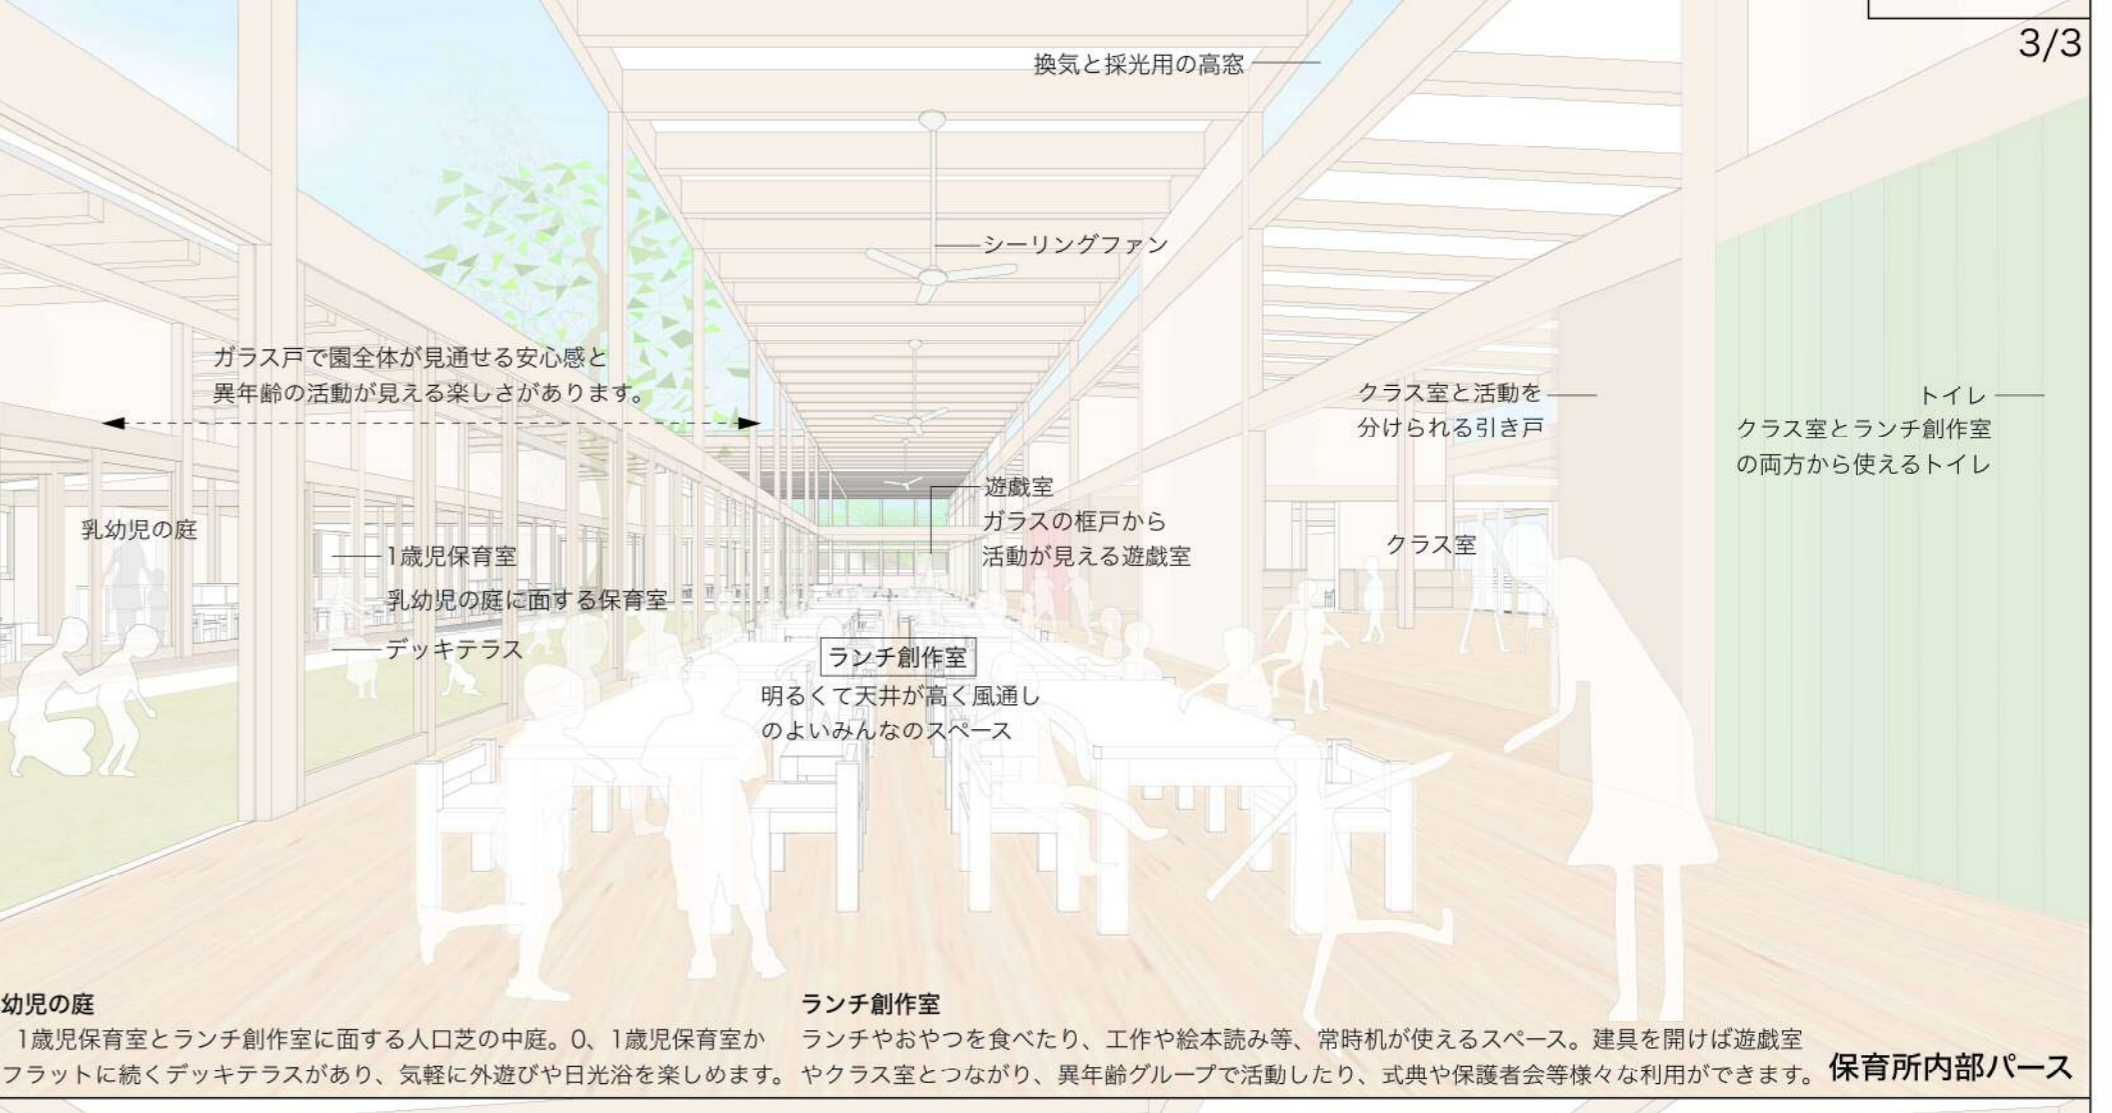 3/3
換気と採光用の高窓
シーリングファン
ガラス戸で園全体が見通せる安心感と
異年齢の活動が見える楽しさがあります。
クラス室と活動を
分けられる引き戸
トイレ
クラス室とランチ創作室
の両方から使えるトイレ
遊戯室
ガラスの框戸から
活動が見える遊戯室
乳幼児の庭
1歳児保育室
乳幼児の庭に面する保育室
デッキテラス
クラス室
ランチ創作室
明るくて天井が高く風通し
のよいみんなのスペース
幼児の庭
1歳児保育室とランチ創作室に面する人口芝の中庭。0、1歳児保育室か
フラットに続くデッキテラスがあり、気軽に外遊びや日光浴を楽しめます。
ランチ創作室
ランチやおやつを食べたり、工作や絵本読み等、常時机が使えるスペース。建具を開けば遊戯室
やクラス室とつながり、異年齢グループで活動したり、式典や保護者会等様々な利用ができます。
保育所内部パース